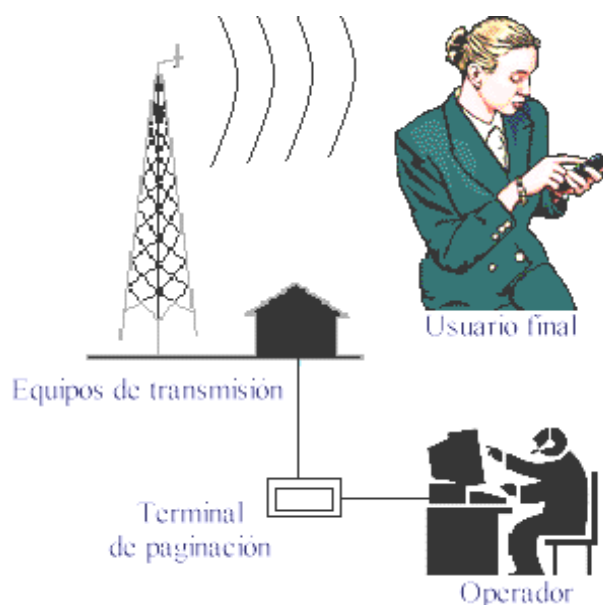 Usuario final
Equipos de transmisión
Terminal
de paginación
Operador